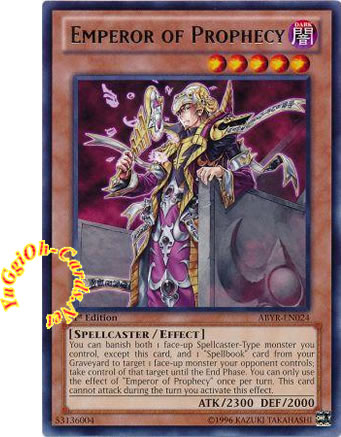 EMPEROR OF PROPHECY
DARK
闇
YuGgiOh-Cards.Net
Edition
ABYR-EN024
[SPELLCASTER / EFFECT]
You can banish both 1 face-up Spellcaster-Type monster you
control, except this card, and 1 "Spellbook" card from your
Graveyard to target 1 face-up monster your opponent controls;
take control of that target until the End Phase. You can only use
the effect of "Emperor of Prophecy" once per turn. This card
cannot attack during the turn you activate this effect.
ATK/2300 DEF/2000
53136004
©1996 KAZUKI TAKAHASHI